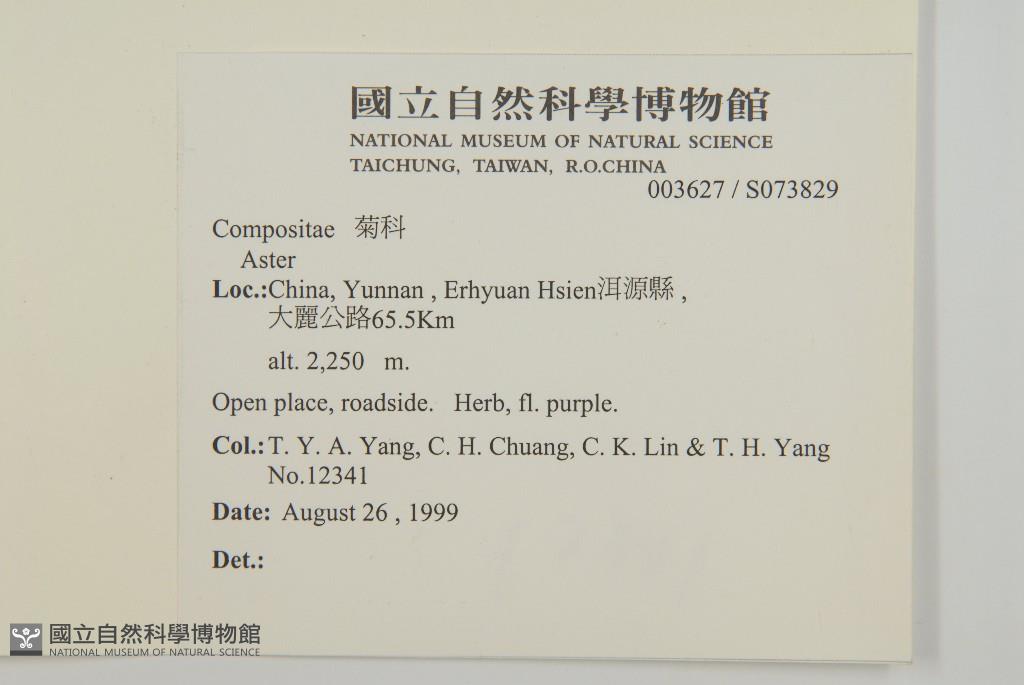 國立自然科學博物館
NATIONAL MUSEUM OF NATURAL SCIENCE
TAICHUNG, TAIWAN, R.O.CHINA
003627 / S073829
Compositae 菊科
Aster
Loc.:China, Yunnan , Erhyuan Hsien洱源縣 ,
大麗公路65.5Km
alt. 2,250 m.
Open place, roadside. Herb, fl. purple.
Col.: T. Y. A. Yang, C. H. Chuang, C. K. Lin & T. H. Yang
No.12341
Date: August 26 , 1999
Det.:
國立自然科學博物館
NATIONAL MUSEUM OF NATURAL SCIENCE